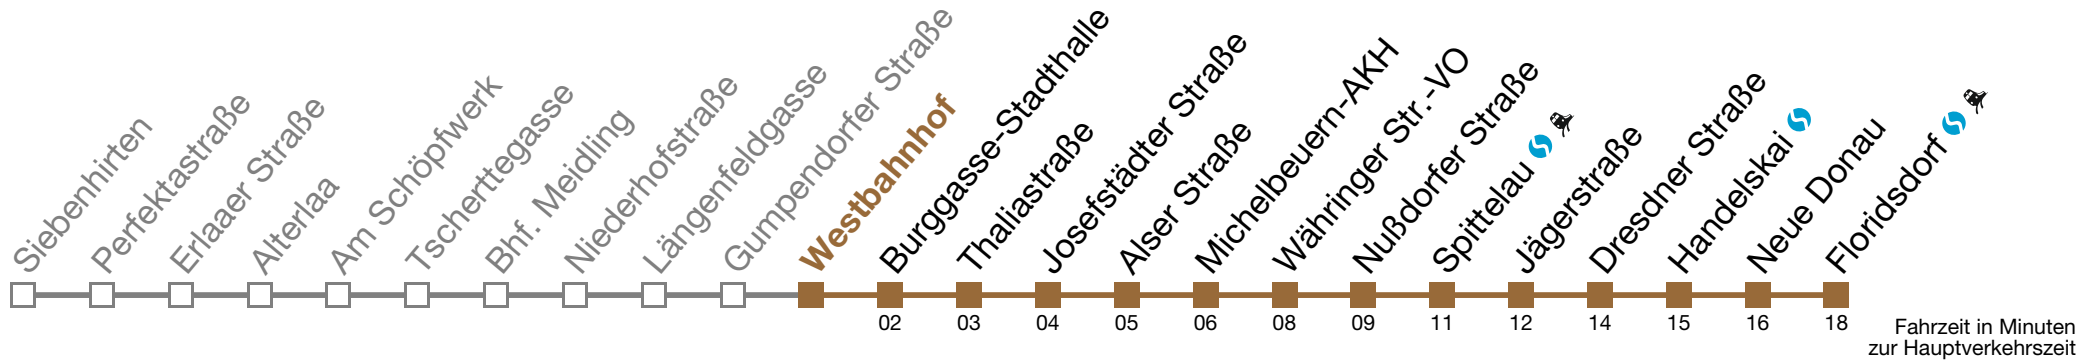 Siebenhirten
Perfektastraße
Erlaaer Straße
Alterlaa
Am Schöpfwerk
Tscherttegasse
Bhf. Meidling
Niederhofstraße
Längenfeldgasse
Gumpendorfer Straße
Westbahnhof
Burggasse-Stadthalle
Thaliastraße
Josefstädter Straße
Alser Straße
Michelbeuern-AKH
Währinger Str.-VO
Nußdorfer Straße
Spittelau
Jägerstraße
Dresdner Straße
Handelskai
Neue Donau
Floridsdorf
02 03 04 05 06 08 09 11 12 14 15 16 18
Fahrzeit in Minuten
zur Hauptverkehrszeit